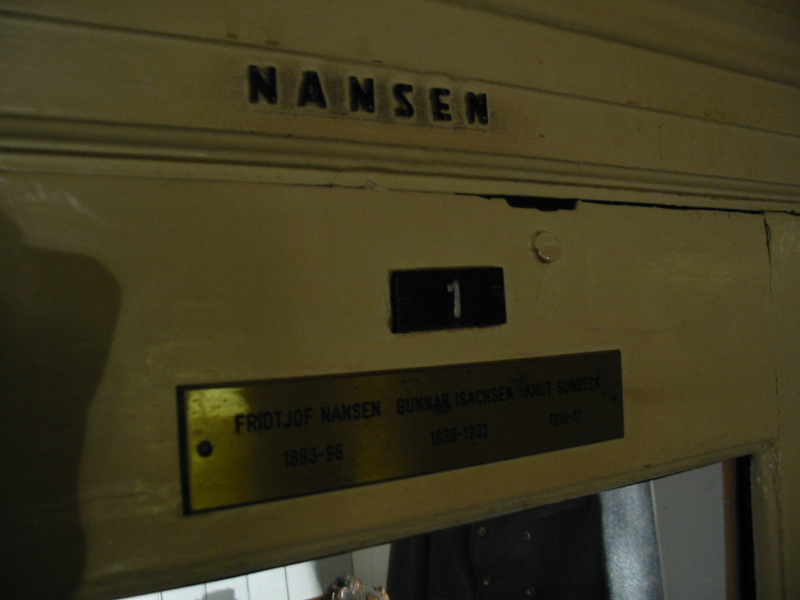 NANSEN
1
FRIDTJOF NANSEN GUNNAR ISACHSEN KNUT SUNBECK
1893-96 1898-1902 1910-12